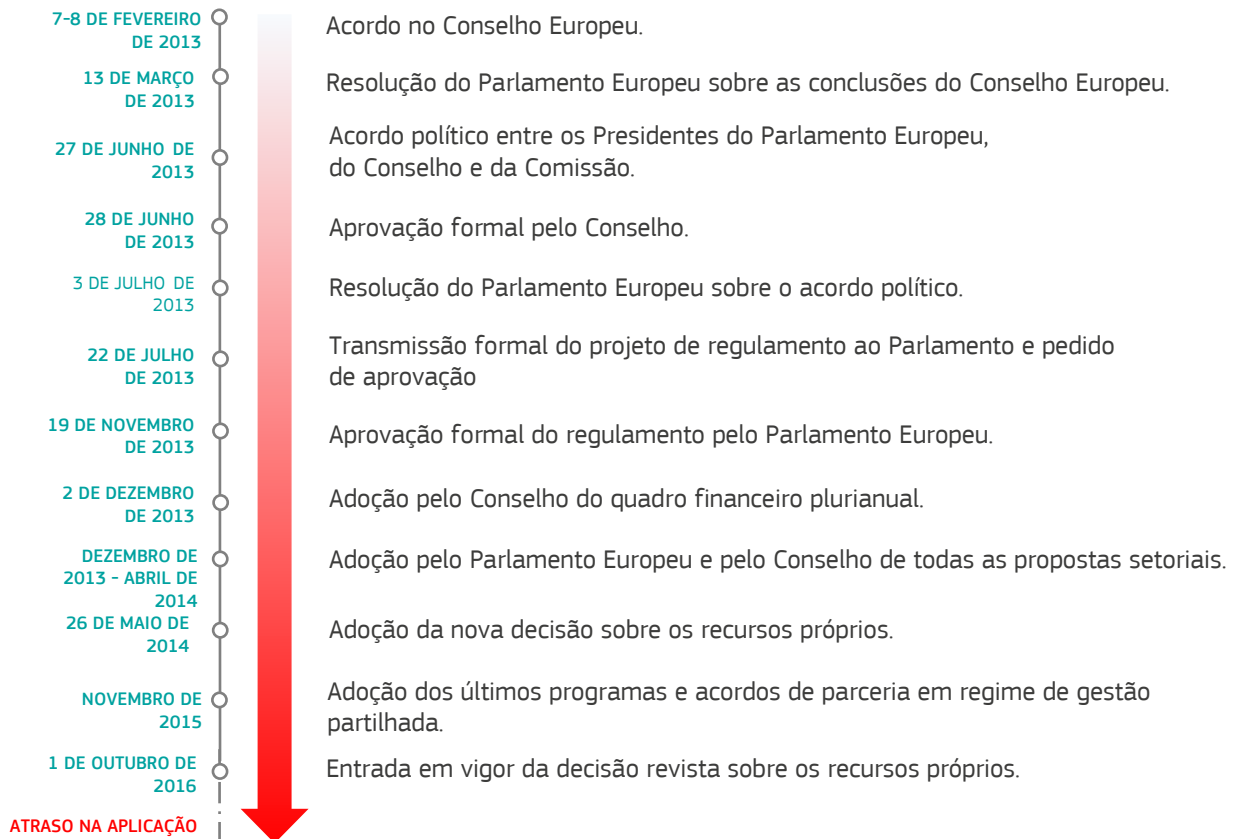 7-8 DE FEVEREIRO
DE 2013
Acordo no Conselho Europeu.
13 DE MARÇO
DE 2013
Resolução do Parlamento Europeu sobre as conclusões do Conselho Europeu.
27 DE JUNHO DE
2013
Acordo político entre os Presidentes do Parlamento Europeu,
do Conselho e da Comissão.
28 DE JUNHO
DE 2013
Aprovação formal pelo Conselho.
3 DE JULHO DE
2013
Resolução do Parlamento Europeu sobre o acordo político.
22 DE JULHO
DE 2013
Transmissão formal do projeto de regulamento ao Parlamento e pedido
de aprovação
19 DE NOVEMBRO
DE 2013
Aprovação formal do regulamento pelo Parlamento Europeu.
2 DE DEZEMBRO
DE 2013
Adoção pelo Conselho do quadro financeiro plurianual.
DEZEMBRO DE
2013 - ABRIL DE
2014
Adoção pelo Parlamento Europeu e pelo Conselho de todas as propostas setoriais.
26 DE MAIO DE
2014
Adoção da nova decisão sobre os recursos próprios.
NOVEMBRO DE
2015
Adoção dos últimos programas e acordos de parceria em regime de gestão
partilhada.
1 DE OUTUBRO DE
2016
Entrada em vigor da decisão revista sobre os recursos próprios.
ATRASO NA APLICAÇÃO